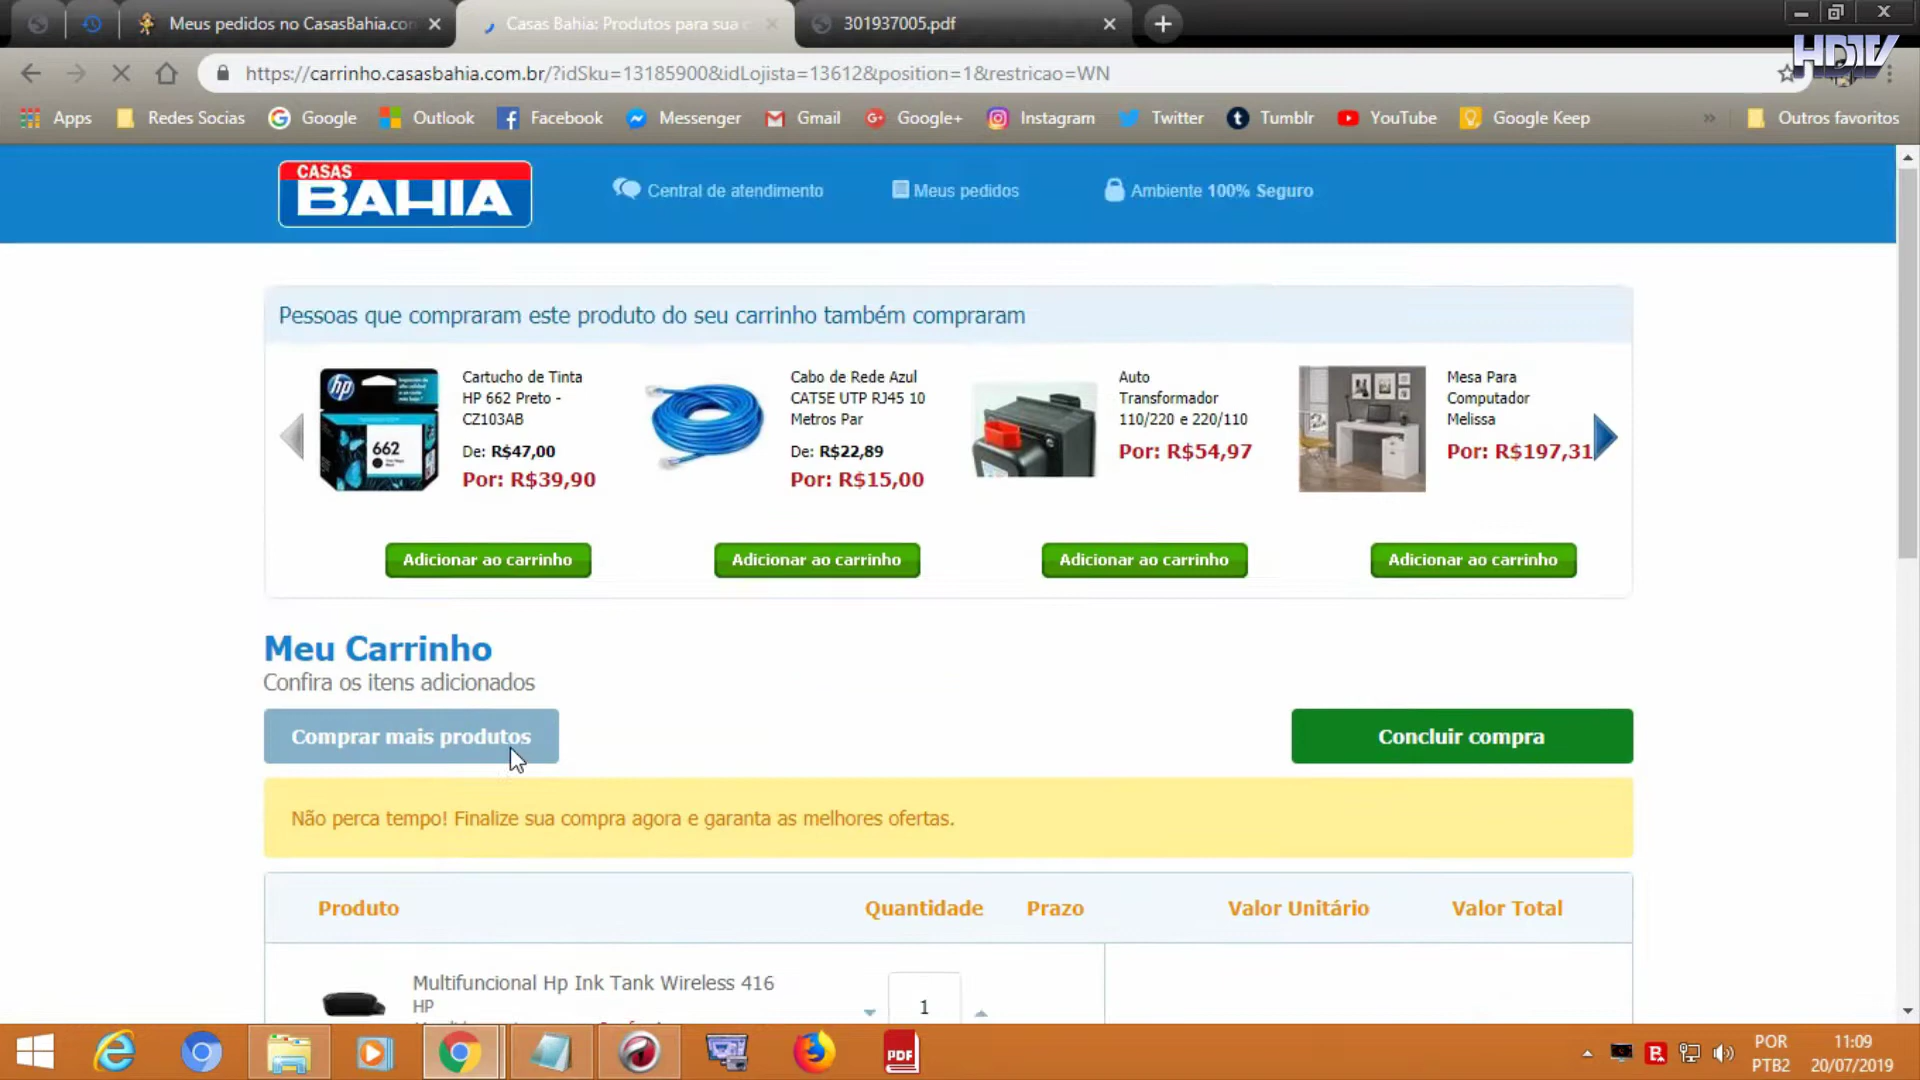 Meus pedidos no CasasBahia.con
Casas Bahia: Produtos para sua c
301937005.pdf
HDTV
https://carrinho.casasbahia.com.br/?idSku=13185900&idLojista=13612&position=1&restricao=WN
Apps
Redes Socias
Google
Outlook
Facebook
Messenger
Gmail
Google+
Instagram
Twitter
Tumblr
YouTube
Google Keep
»
Outros favoritos
CASAS
BAHIA
Central de atendimento
Meus pedidos
Ambiente 100% Seguro
Pessoas que compraram este produto do seu carrinho também compraram
hp
662
Cartucho de Tinta
HP 662 Preto -
CZ103AB
De: R$47,00
Por: R$39,90
Cabo de Rede Azul
CAT5E UTP RJ45 10
Metros Par
De: R$22,89
Por: R$15,00
Auto
Transformador
110/220 e 220/110
Por: R$54,97
Mesa Para
Computador
Melissa
Por: R$197,31
Adicionar ao carrinho
Adicionar ao carrinho
Adicionar ao carrinho
Adicionar ao carrinho
Meu Carrinho
Confira os itens adicionados
Comprar mais produtos
Concluir compra
Não perca tempo! Finalize sua compra agora e garanta as melhores ofertas.
Produto
Quantidade
Prazo
Valor Unitário
Valor Total
Multifuncional Hp Ink Tank Wireless 416
HP
1
PDF
POR
PTB2
11:09
20/07/2019